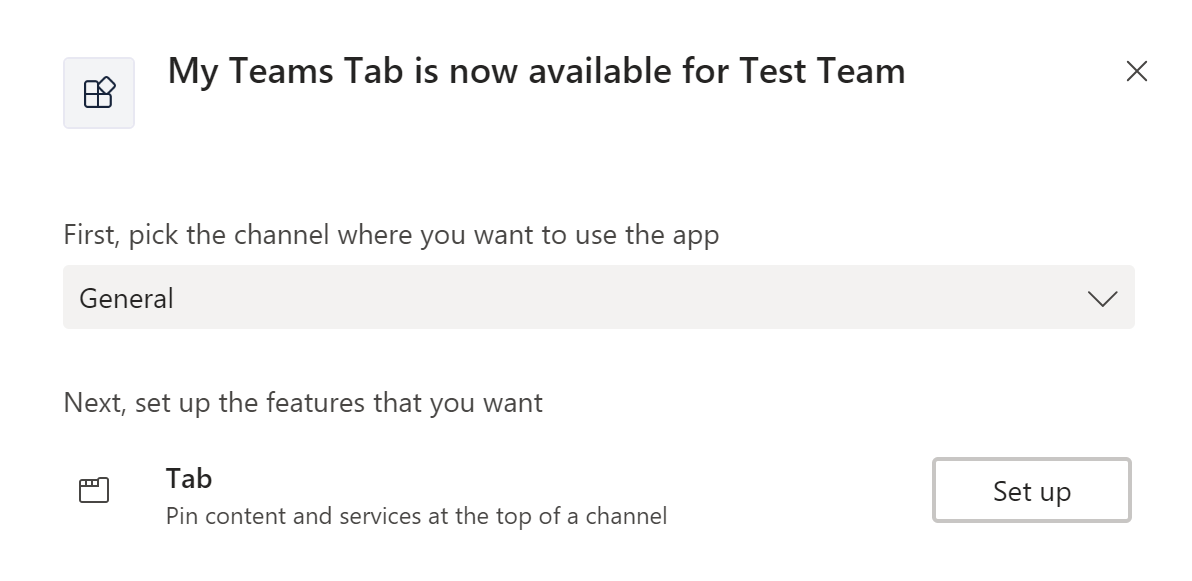 My Teams Tab is now available for Test Team
First, pick the channel where you want to use the app
General
Next, set up the features that you want
Tab
Pin content and services at the top of a channel
Set up